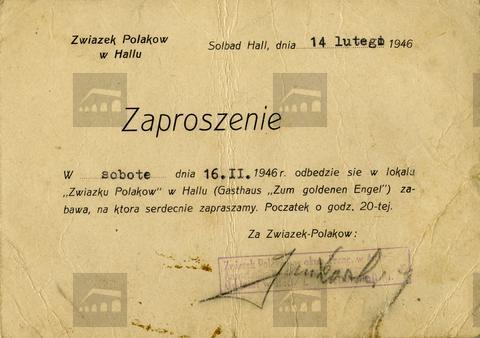 Zwiazek Polakow
w Hallu
Solbad Hall, dnia 14 lutego 1946
Zaproszenie
W sobote dnia 16.II. 1946 r. odbedzie sie w lokalu
„Zwiazku Polakow" w Hallu (Gasthaus „Zum goldenen Engel") za-
bawa, na ktora serdecznie zapraszamy. Poczatek o godz. 20-tej.
Za Zwiazek-Polakow: